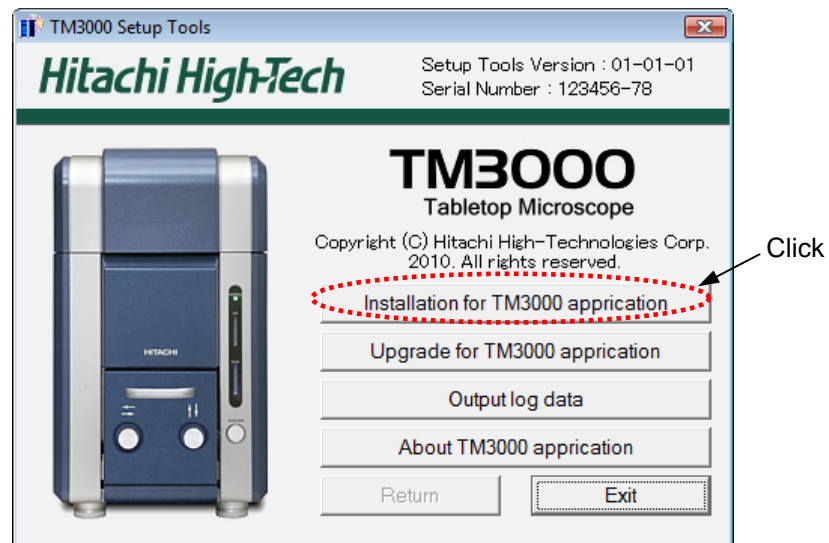 TM3000 Setup Tools
Hitachi High-Tech
Setup Tools Version : 01-01-01
Serial Number : 123456-78
TM3000
Tabletop Microscope
Copyright (C) Hitachi High-Technologies Corp.
2010. All rights reserved.
Click
Installation for TM3000 apprication
Upgrade for TM3000 apprication
HITACHI
Output log data
About TM3000 apprication
Return
Exit